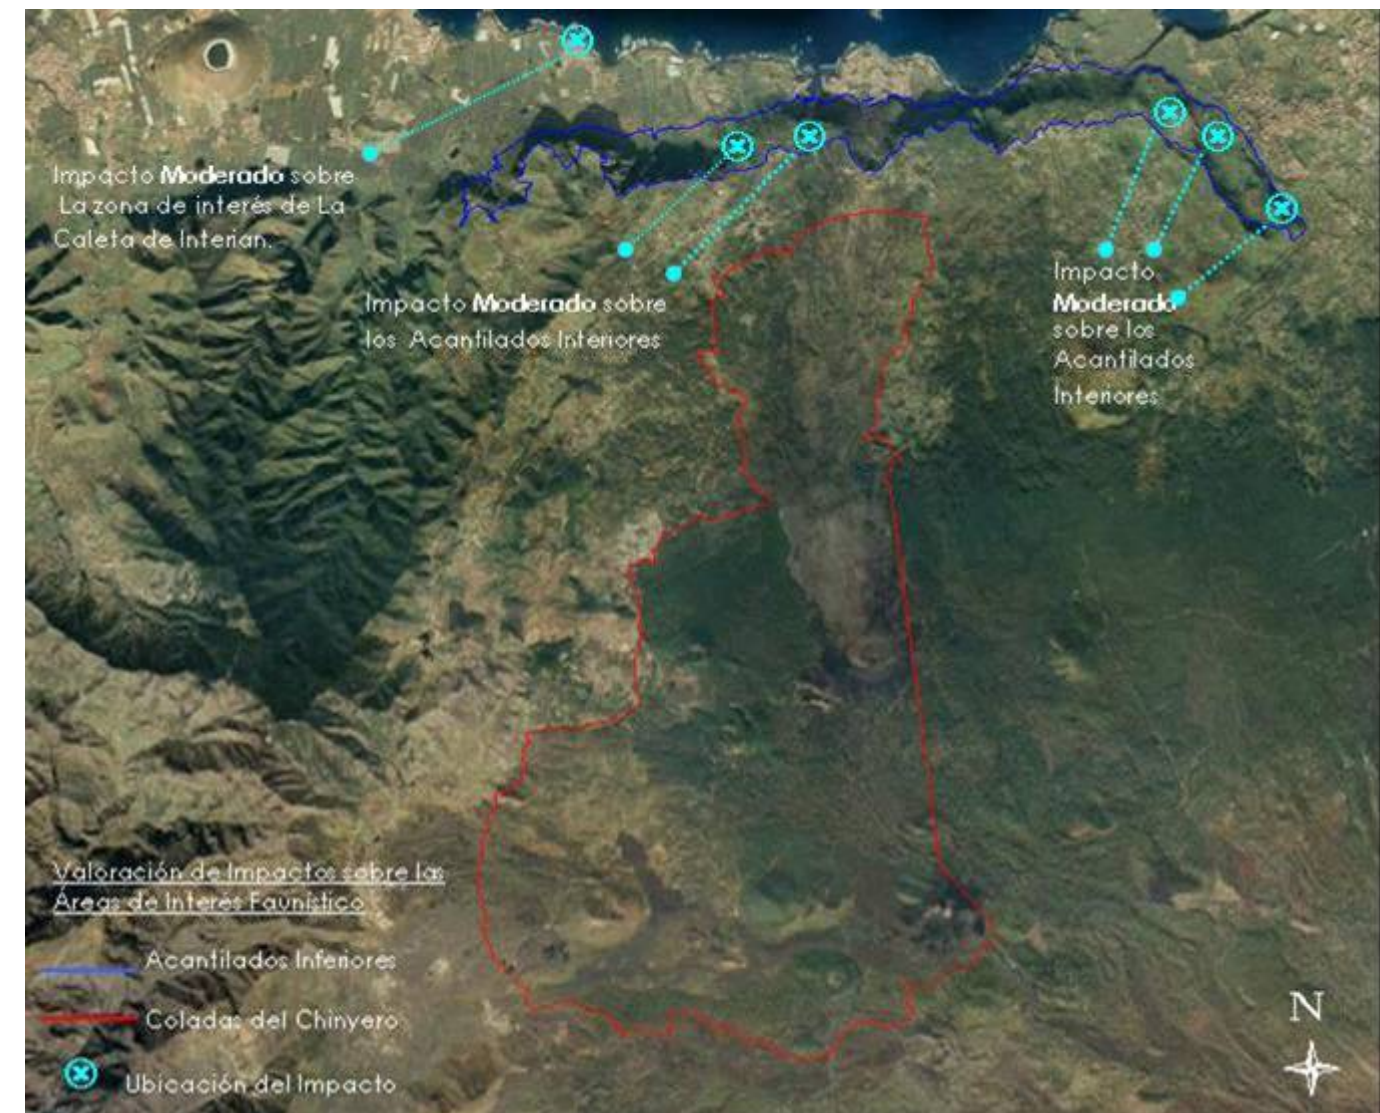 Impacto Moderado sobre
La zona de interés de La
Caleta de Interian.
Impacto Moderado sobre
los Acantilados Interiores
Impacto
Moderado
sobre los
Acantilados
Interiores
Valoración de Impactos sobre las
Áreas de Interés Faunístico
Acantilados Inferiores
Coladas del Chinyero
Ubicación del Impacto
N